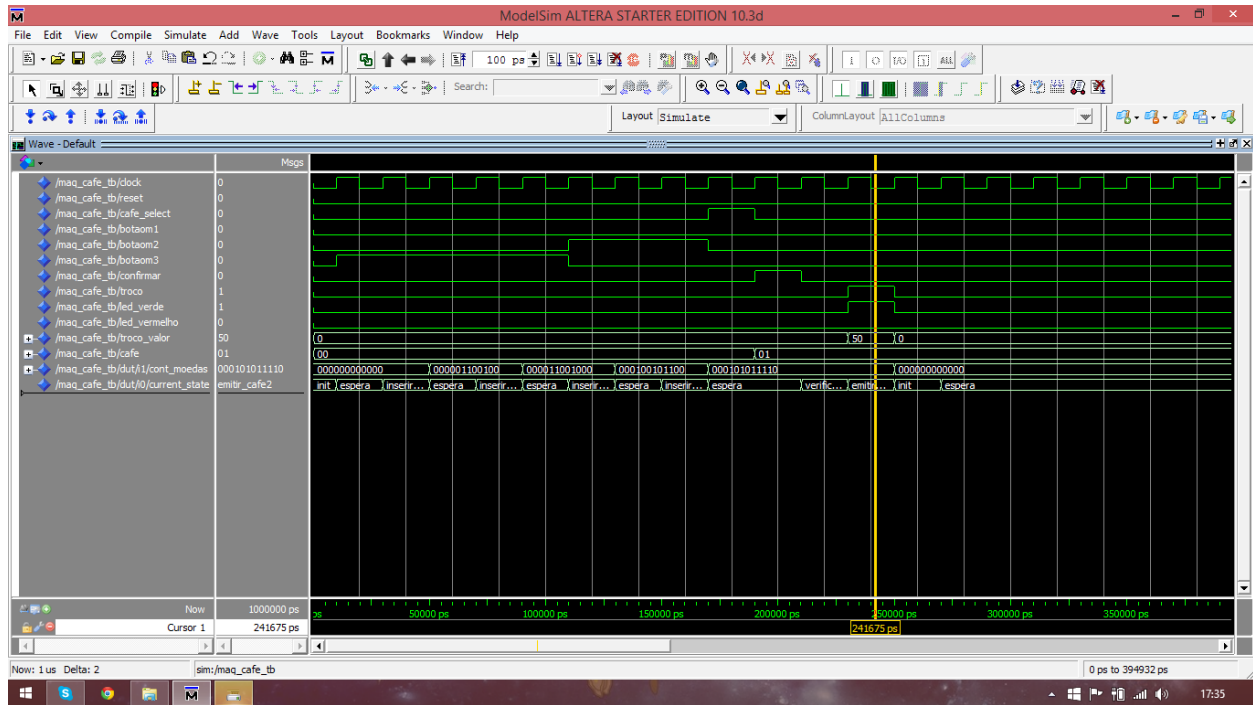 ModelSim ALTERA STARTER EDITION 10.3d
File Edit View Compile Simulate Add Wave Tools Layout Bookmarks Window Help
100 ps
Search:
Layout Simulate
ColumnLayout AllColumns
Wave - Default
Msgs
/maq_cafe_tb/clock 0
/maq_cafe_tb/reset 0
/maq_cafe_tb/cafe_select 0
/maq_cafe_tb/botaom1 0
/maq_cafe_tb/botaom2 0
/maq_cafe_tb/botaom3 0
/maq_cafe_tb/confirmar 0
/maq_cafe_tb/troco 1
/maq_cafe_tb/led_verde 1
/maq_cafe_tb/led_vermelho 0
/maq_cafe_tb/troco_valor 50 0 50 0
/maq_cafe_tb/cafe 01 00 01
/maq_cafe_tb/dut/i1/cont_moedas 000101011110 000000000000 000001100100 000011001000 000100101100 000101011110 000000000000
/maq_cafe_tb/dut/i0/current_state emitir_cafe2 init espera inserir... espera inserir... espera inserir... espera inserir... espera verific... emitir... init espera
Now 1000000 ps
ps 50000 ps 100000 ps 150000 ps 200000 ps 250000 ps 300000 ps 350000 ps
Cursor 1 241675 ps
241675 ps
Now: 1 us Delta: 2 sim:/maq_cafe_tb 0 ps to 394932 ps
17:35